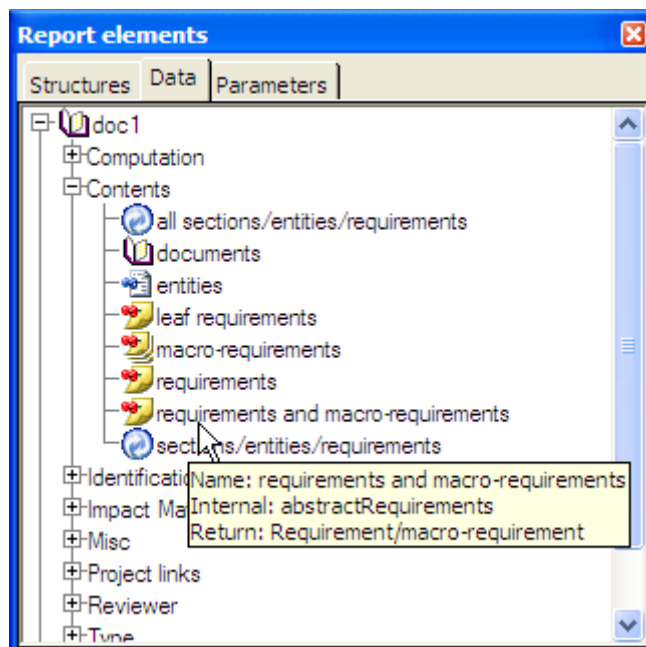 Report elements
Structures Data Parameters
doc1
Computation
Contents
all sections/entities/requirements
documents
entities
leaf requirements
macro-requirements
requirements
requirements and macro-requirements
sections/entities/requirements
Name: requirements and macro-requirements
Internal: abstractRequirements
Return: Requirement/macro-requirement
Misc
Project links
Reviewer
Type